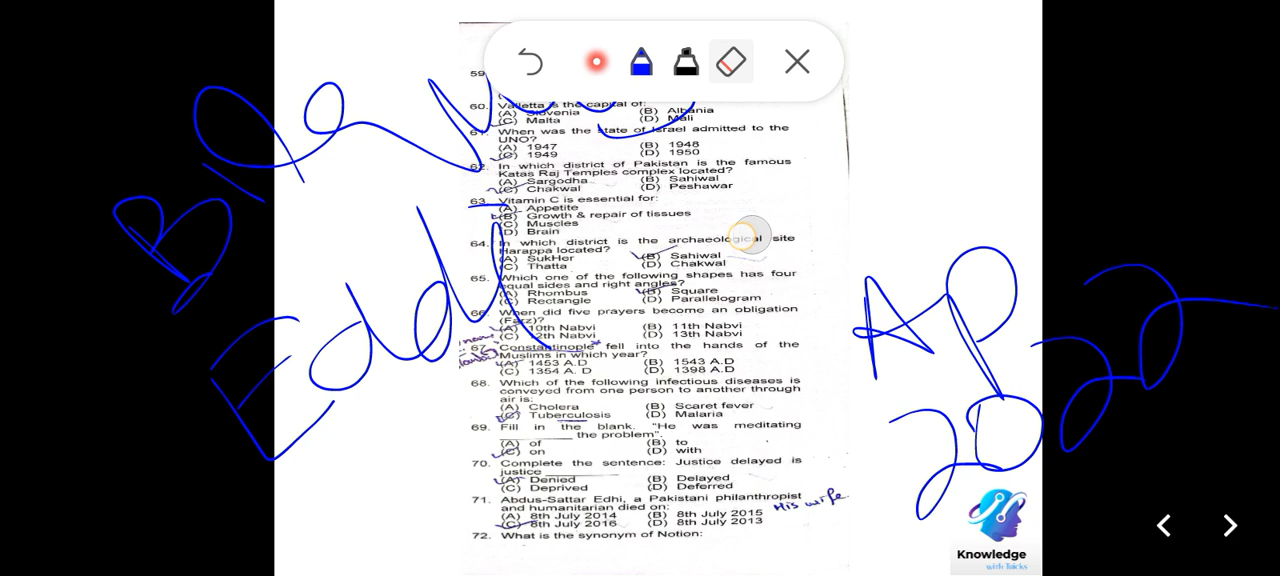 59
60. Valletta is the capital of:
(A) Slovenia (B) Albania
(C) Malta (D) Mali
61. When was the state of Israel admitted to the
UNO?
(A) 1947 (B) 1948
(C) 1949 (D) 1950
62. In which district of Pakistan is the famous
Katas Raj Temples complex located?
(A) Sargodha (B) Sahiwal
(C) Chakwal (D) Peshawar
63. Vitamin C is essential for:
(A) Appetite
(B) Growth & repair of tissues
(C) Muscles
(D) Brain
64. In which district is the archaeological site
Harappa located?
(A) SukHer (B) Sahiwal
(C) Thatta (D) Chakwal
65. Which one of the following shapes has four
equal sides and right angles?
(A) Rhombus (B) Square
(C) Rectangle (D) Parallelogram
66. When did five prayers become an obligation
(Farz)?
(A) 10th Nabvi (B) 11th Nabvi
(C) 12th Nabvi (D) 13th Nabvi
67. Constantinople fell into the hands of the
Muslims in which year?
(A) 1453 A.D (B) 1543 A.D
(C) 1354 A.D (D) 1398 A.D
68. Which of the following infectious diseases is
conveyed from one person to another through
air is:
(A) Cholera (B) Scaret fever
(C) Tuberculosis (D) Malaria
69. Fill in the blank. "He was meditating
________ the problem".
(A) of (B) to
(C) on (D) with
70. Complete the sentence: Justice delayed is
justice ________
(A) Denied (B) Delayed
(C) Deprived (D) Deferred
71. Abdus-Sattar Edhi, a Pakistani philanthropist
and humanitarian died on:
(A) 8th July 2014 (B) 8th July 2015
(C) 8th July 2016 (D) 8th July 2013
His wife
72. What is the synonym of Notion:
AP
2022
Knowledge
with Tricks